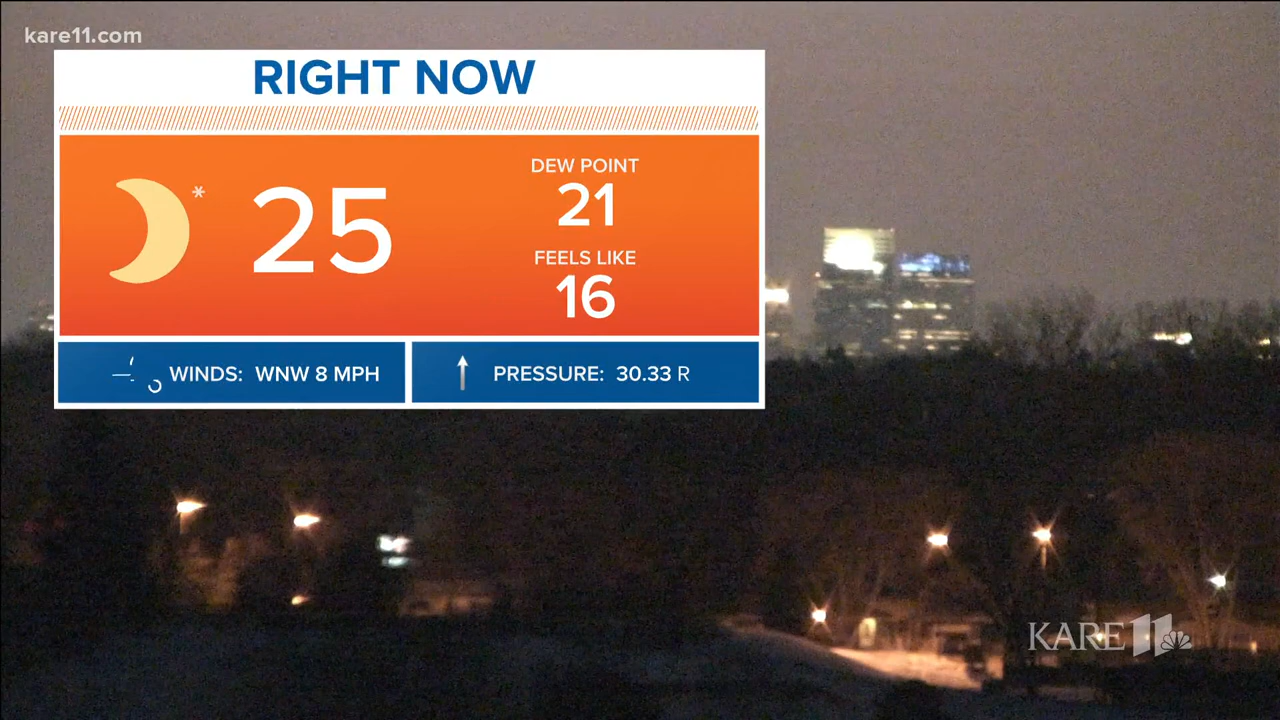 kare11.com
RIGHT NOW
25
DEW POINT
21
FEELS LIKE
16
WINDS: WNW 8 MPH
PRESSURE: 30.33 R
KARE 11